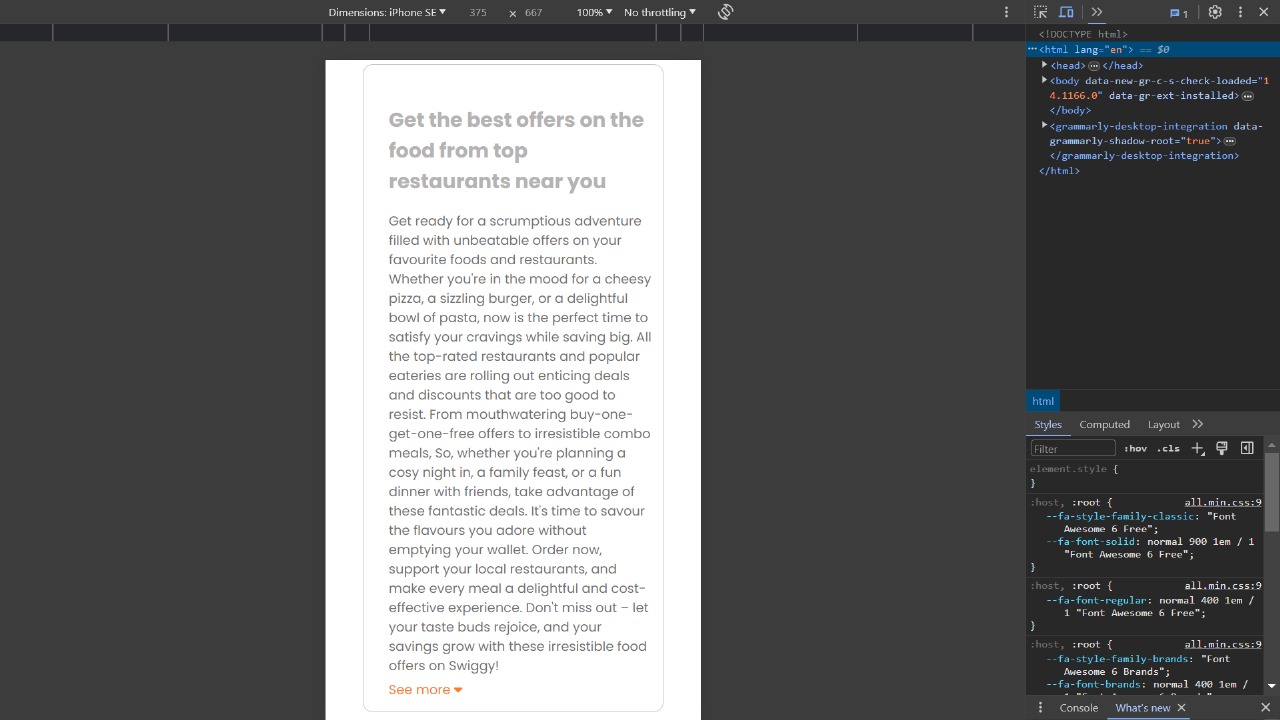 Dimensions: iPhone SE 375 × 667 100% No throttling
1
<!DOCTYPE html>
<html lang="en"> == $0
<head> </head>
<body data-new-gr-c-s-check-loaded="1
4.1166.0" data-gr-ext-installed>
</body>
<grammarly-desktop-integration data-
grammarly-shadow-root="true">
</grammarly-desktop-integration>
</html>
html
Styles Computed Layout
Filter :hov .cls
element.style {
}
:host, :root { all.min.css:9
--fa-style-family-classic: "Font
Awesome 6 Free";
--fa-font-solid: normal 900 1em / 1
"Font Awesome 6 Free";
}
:host, :root { all.min.css:9
--fa-font-regular: normal 400 1em /
1 "Font Awesome 6 Free";
}
:host, :root { all.min.css:9
--fa-style-family-brands: "Font
Awesome 6 Brands";
--fa-font-brands: normal 400 1em /
Console What's new
Get the best offers on the
food from top
restaurants near you
Get ready for a scrumptious adventure
filled with unbeatable offers on your
favourite foods and restaurants.
Whether you're in the mood for a cheesy
pizza, a sizzling burger, or a delightful
bowl of pasta, now is the perfect time to
satisfy your cravings while saving big. All
the top-rated restaurants and popular
eateries are rolling out enticing deals
and discounts that are too good to
resist. From mouthwatering buy-one-
get-one-free offers to irresistible combo
meals, So, whether you're planning a
cosy night in, a family feast, or a fun
dinner with friends, take advantage of
these fantastic deals. It's time to savour
the flavours you adore without
emptying your wallet. Order now,
support your local restaurants, and
make every meal a delightful and cost-
effective experience. Don't miss out – let
your taste buds rejoice, and your
savings grow with these irresistible food
offers on Swiggy!
See more